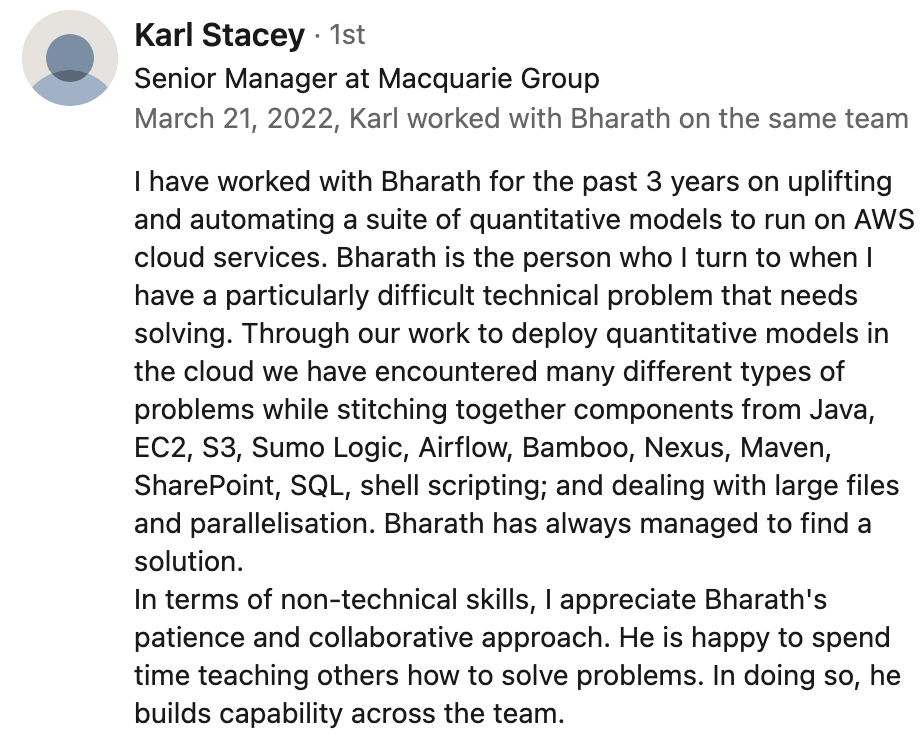 Karl Stacey · 1st
Senior Manager at Macquarie Group
March 21, 2022, Karl worked with Bharath on the same team
I have worked with Bharath for the past 3 years on uplifting
and automating a suite of quantitative models to run on AWS
cloud services. Bharath is the person who I turn to when I
have a particularly difficult technical problem that needs
solving. Through our work to deploy quantitative models in
the cloud we have encountered many different types of
problems while stitching together components from Java,
EC2, S3, Sumo Logic, Airflow, Bamboo, Nexus, Maven,
SharePoint, SQL, shell scripting; and dealing with large files
and parallelisation. Bharath has always managed to find a
solution.
In terms of non-technical skills, I appreciate Bharath's
patience and collaborative approach. He is happy to spend
time teaching others how to solve problems. In doing so, he
builds capability across the team.